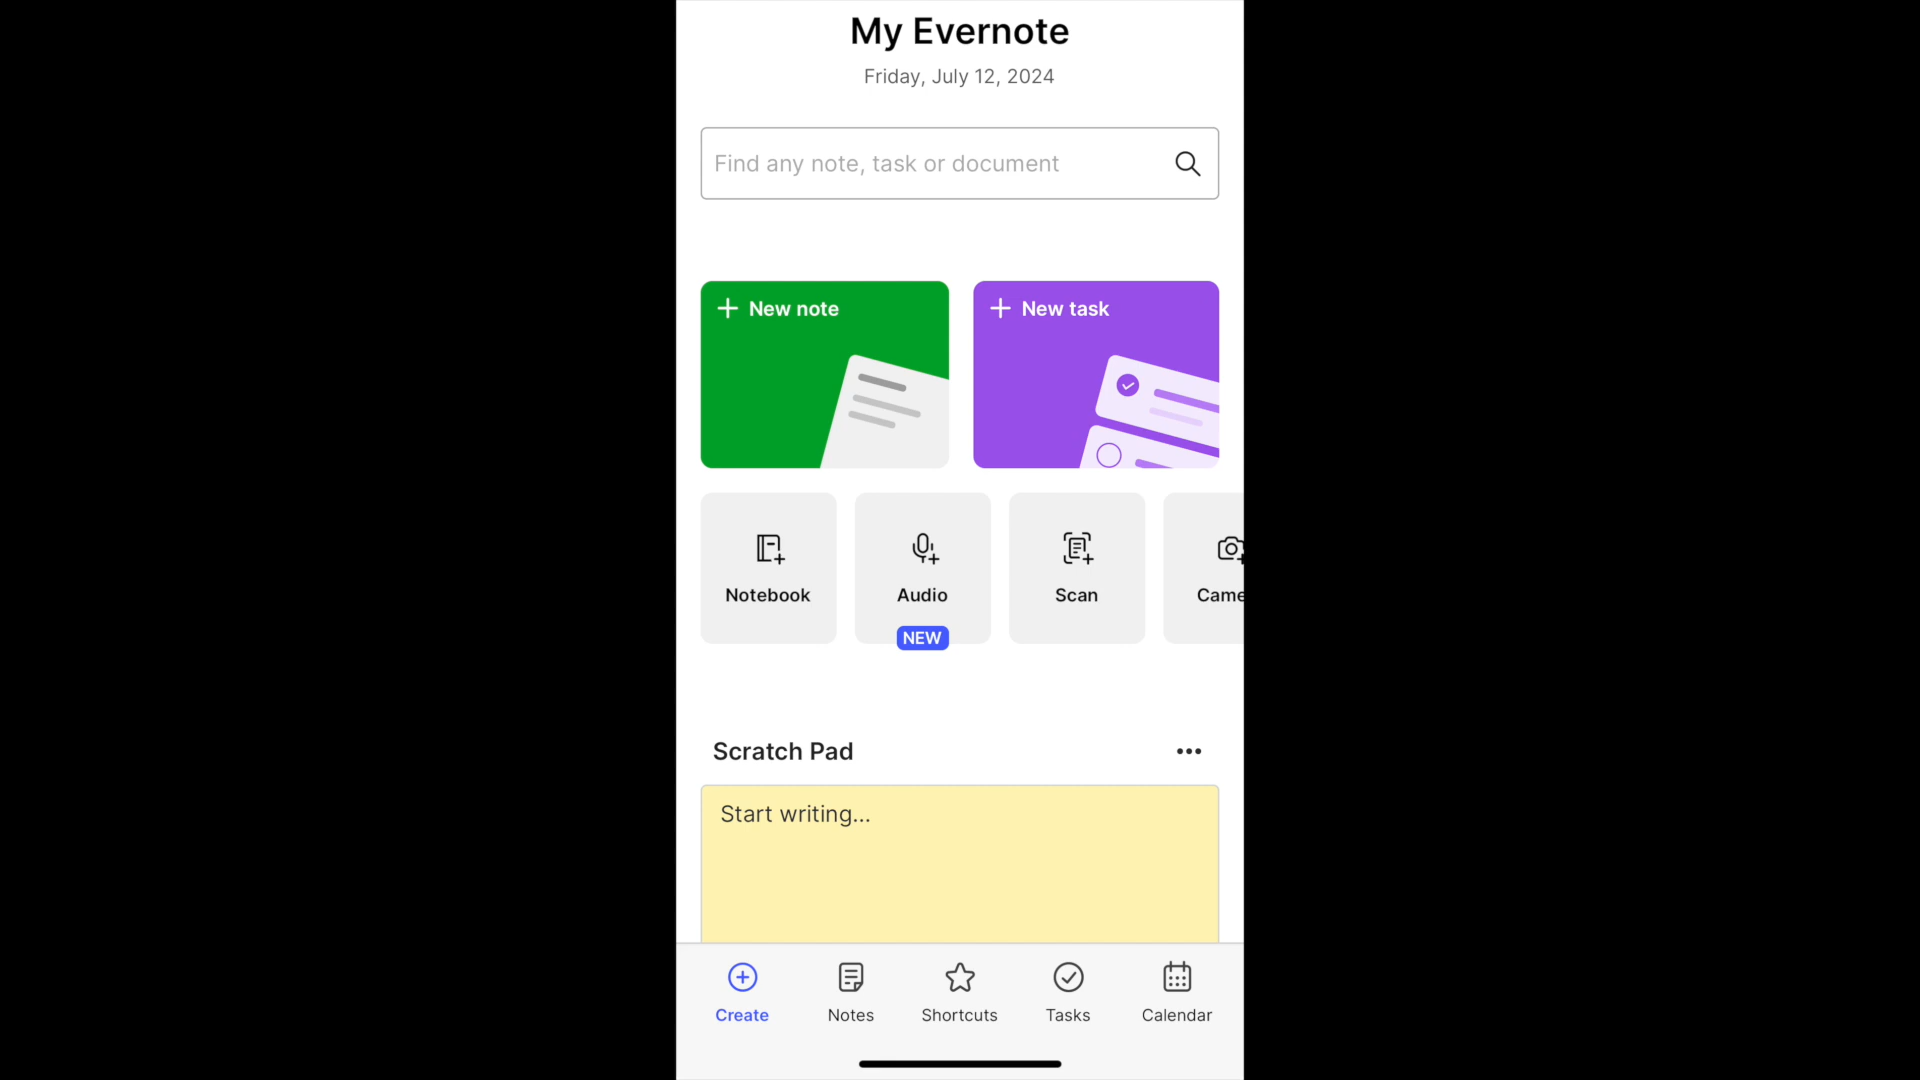 My Evernote
Friday, July 12, 2024
Find any note, task or document
New note
New task
Notebook
Audio
Scan
Came
NEW
Scratch Pad
Start writing...
Create
Notes
Shortcuts
Tasks
Calendar